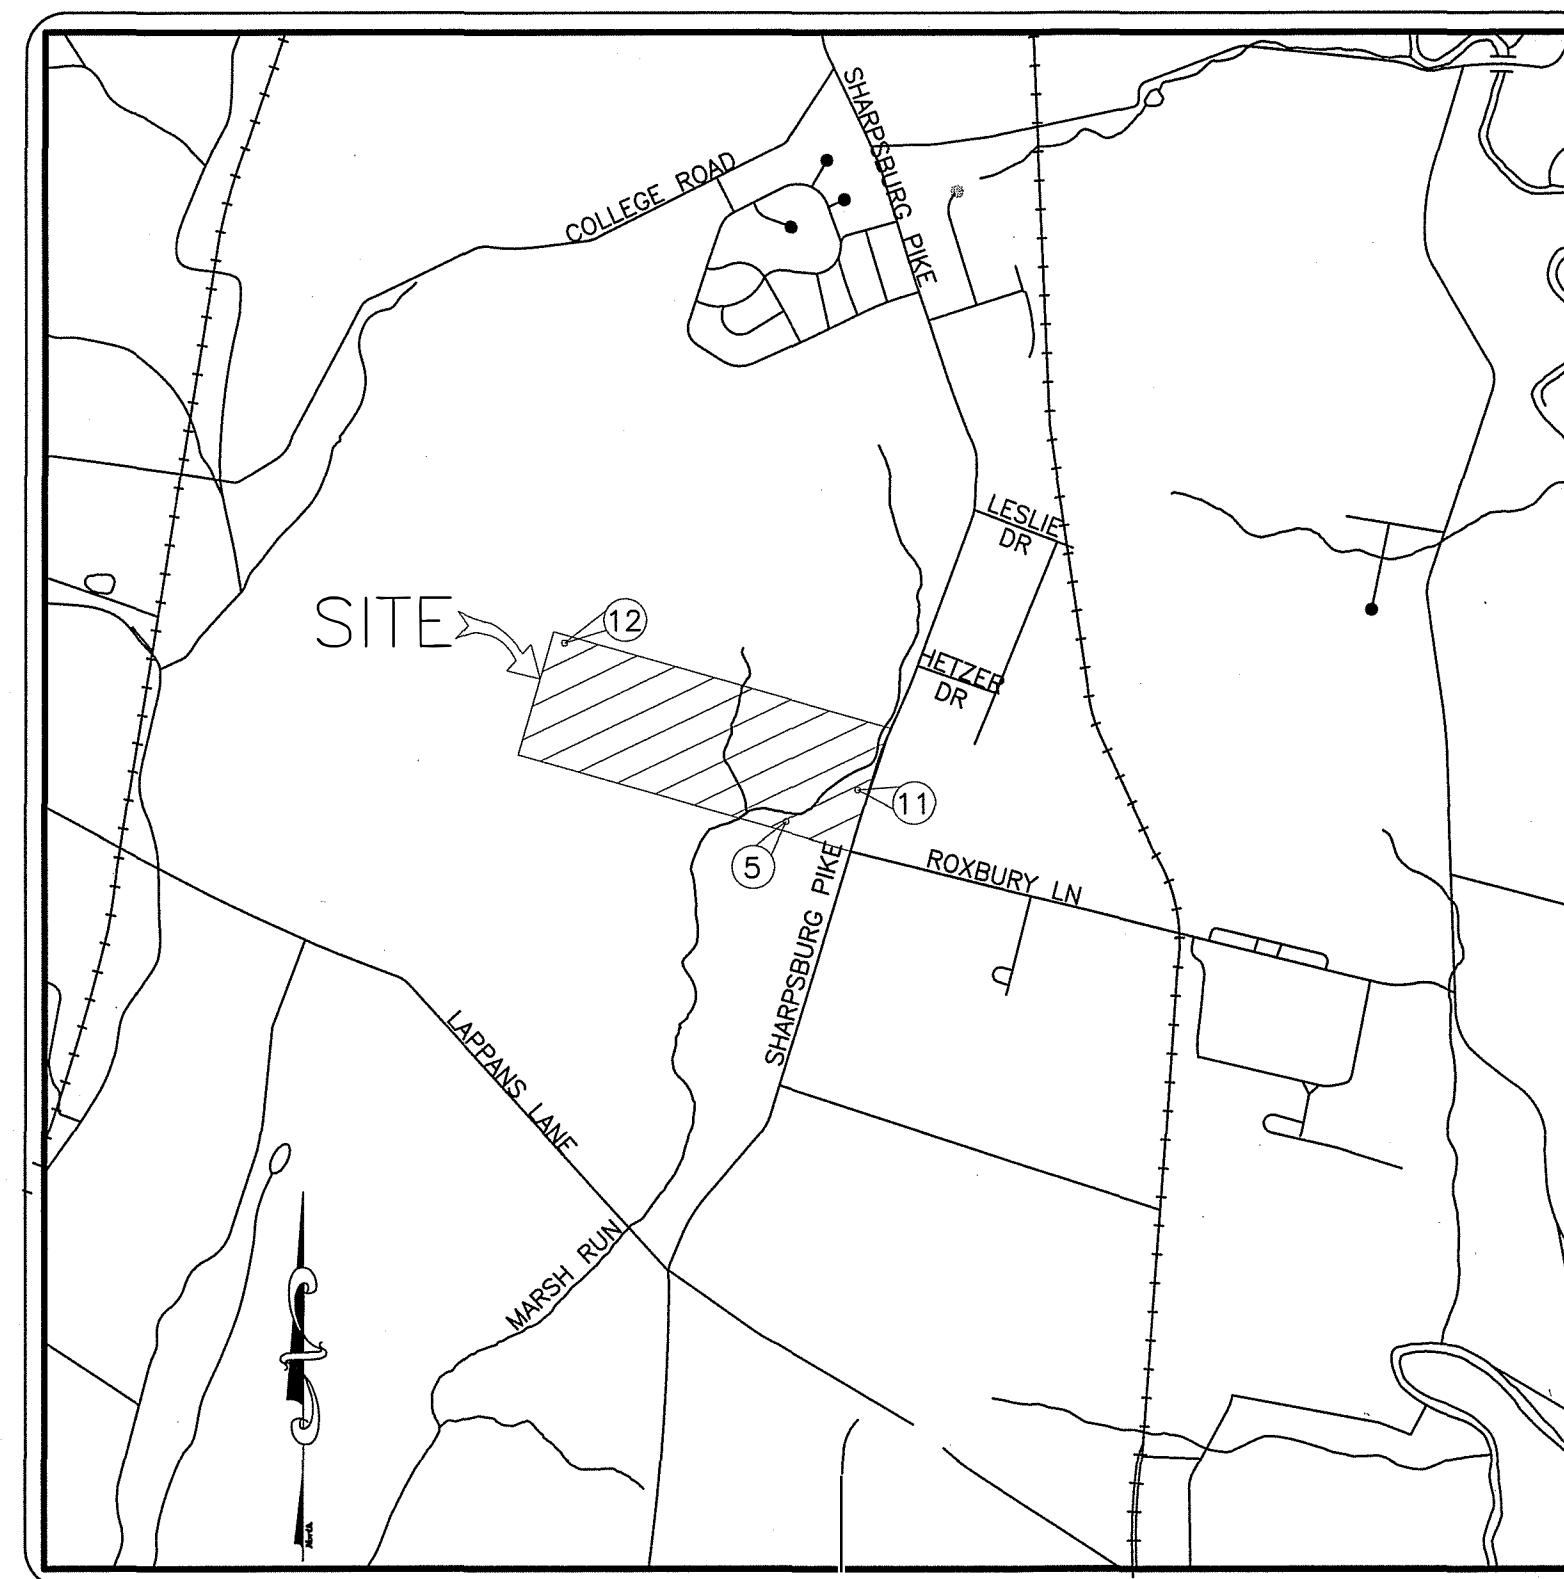 SHARPSBURG PIKE
COLLEGE ROAD
LESLIE
DR
SITE
12
HETZER
DR
11
5
ROXBURY LN
SHARPSBURG PIKE
LAPPANS LANE
MARSH RUN
North